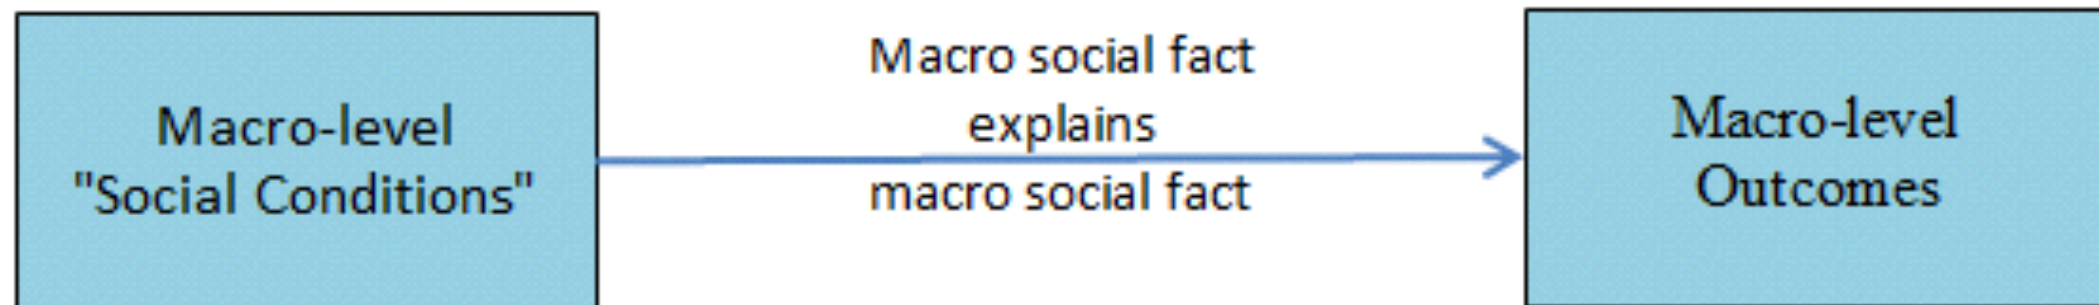 Macro-level
"Social Conditions"
Macro social fact
explains
macro social fact
Macro-level
Outcomes